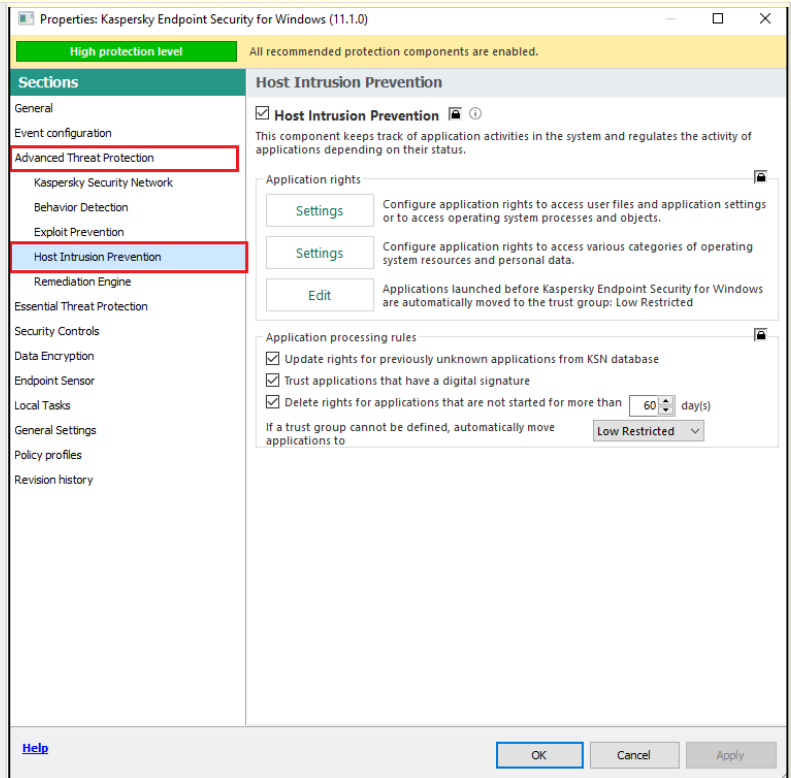 Properties: Kaspersky Endpoint Security for Windows (11.1.0)
High protection level
All recommended protection components are enabled.
Sections
General
Event configuration
Advanced Threat Protection
Kaspersky Security Network
Behavior Detection
Exploit Prevention
Host Intrusion Prevention
Remediation Engine
Essential Threat Protection
Security Controls
Data Encryption
Endpoint Sensor
Local Tasks
General Settings
Policy profiles
Revision history
Host Intrusion Prevention
Host Intrusion Prevention
This component keeps track of application activities in the system and regulates the activity of
applications depending on their status.
Application rights
Settings
Configure application rights to access user files and application settings
or to access operating system processes and objects.
Settings
Configure application rights to access various categories of operating
system resources and personal data.
Edit
Applications launched before Kaspersky Endpoint Security for Windows
are automatically moved to the trust group: Low Restricted
Application processing rules
Update rights for previously unknown applications from KSN database
Trust applications that have a digital signature
Delete rights for applications that are not started for more than 60 day(s)
If a trust group cannot be defined, automatically move
applications to
Low Restricted
Help
OK
Cancel
Apply